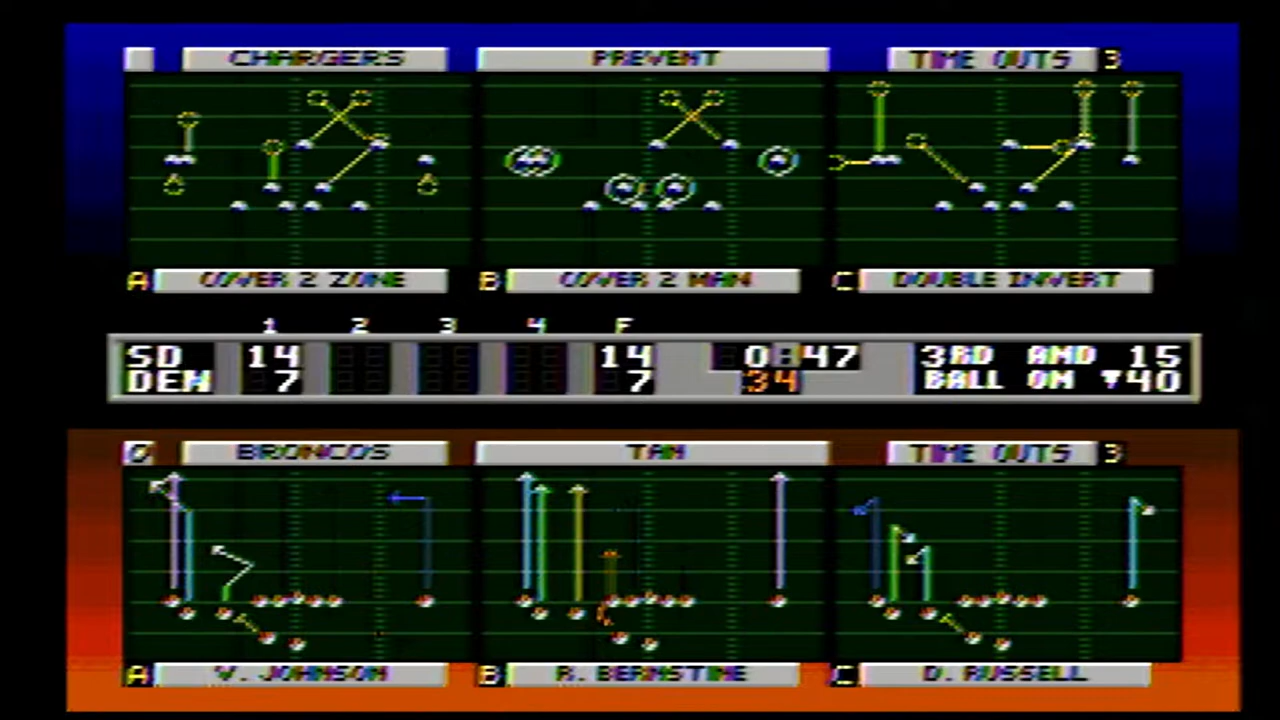 CHARGERS PREVENT TIME OUTS 3
A COVER 2 ZONE B COVER 2 MAN C DOUBLE INVERT
1 2 3 4 F
SD 14 14 0:47 3RD AND 15
DEN 7 7 34 BALL ON ▼40
O BRONCOS TAN TIME OUTS 3
A V. JOHNSON B R. BERNSTINE C D. RUSSELL